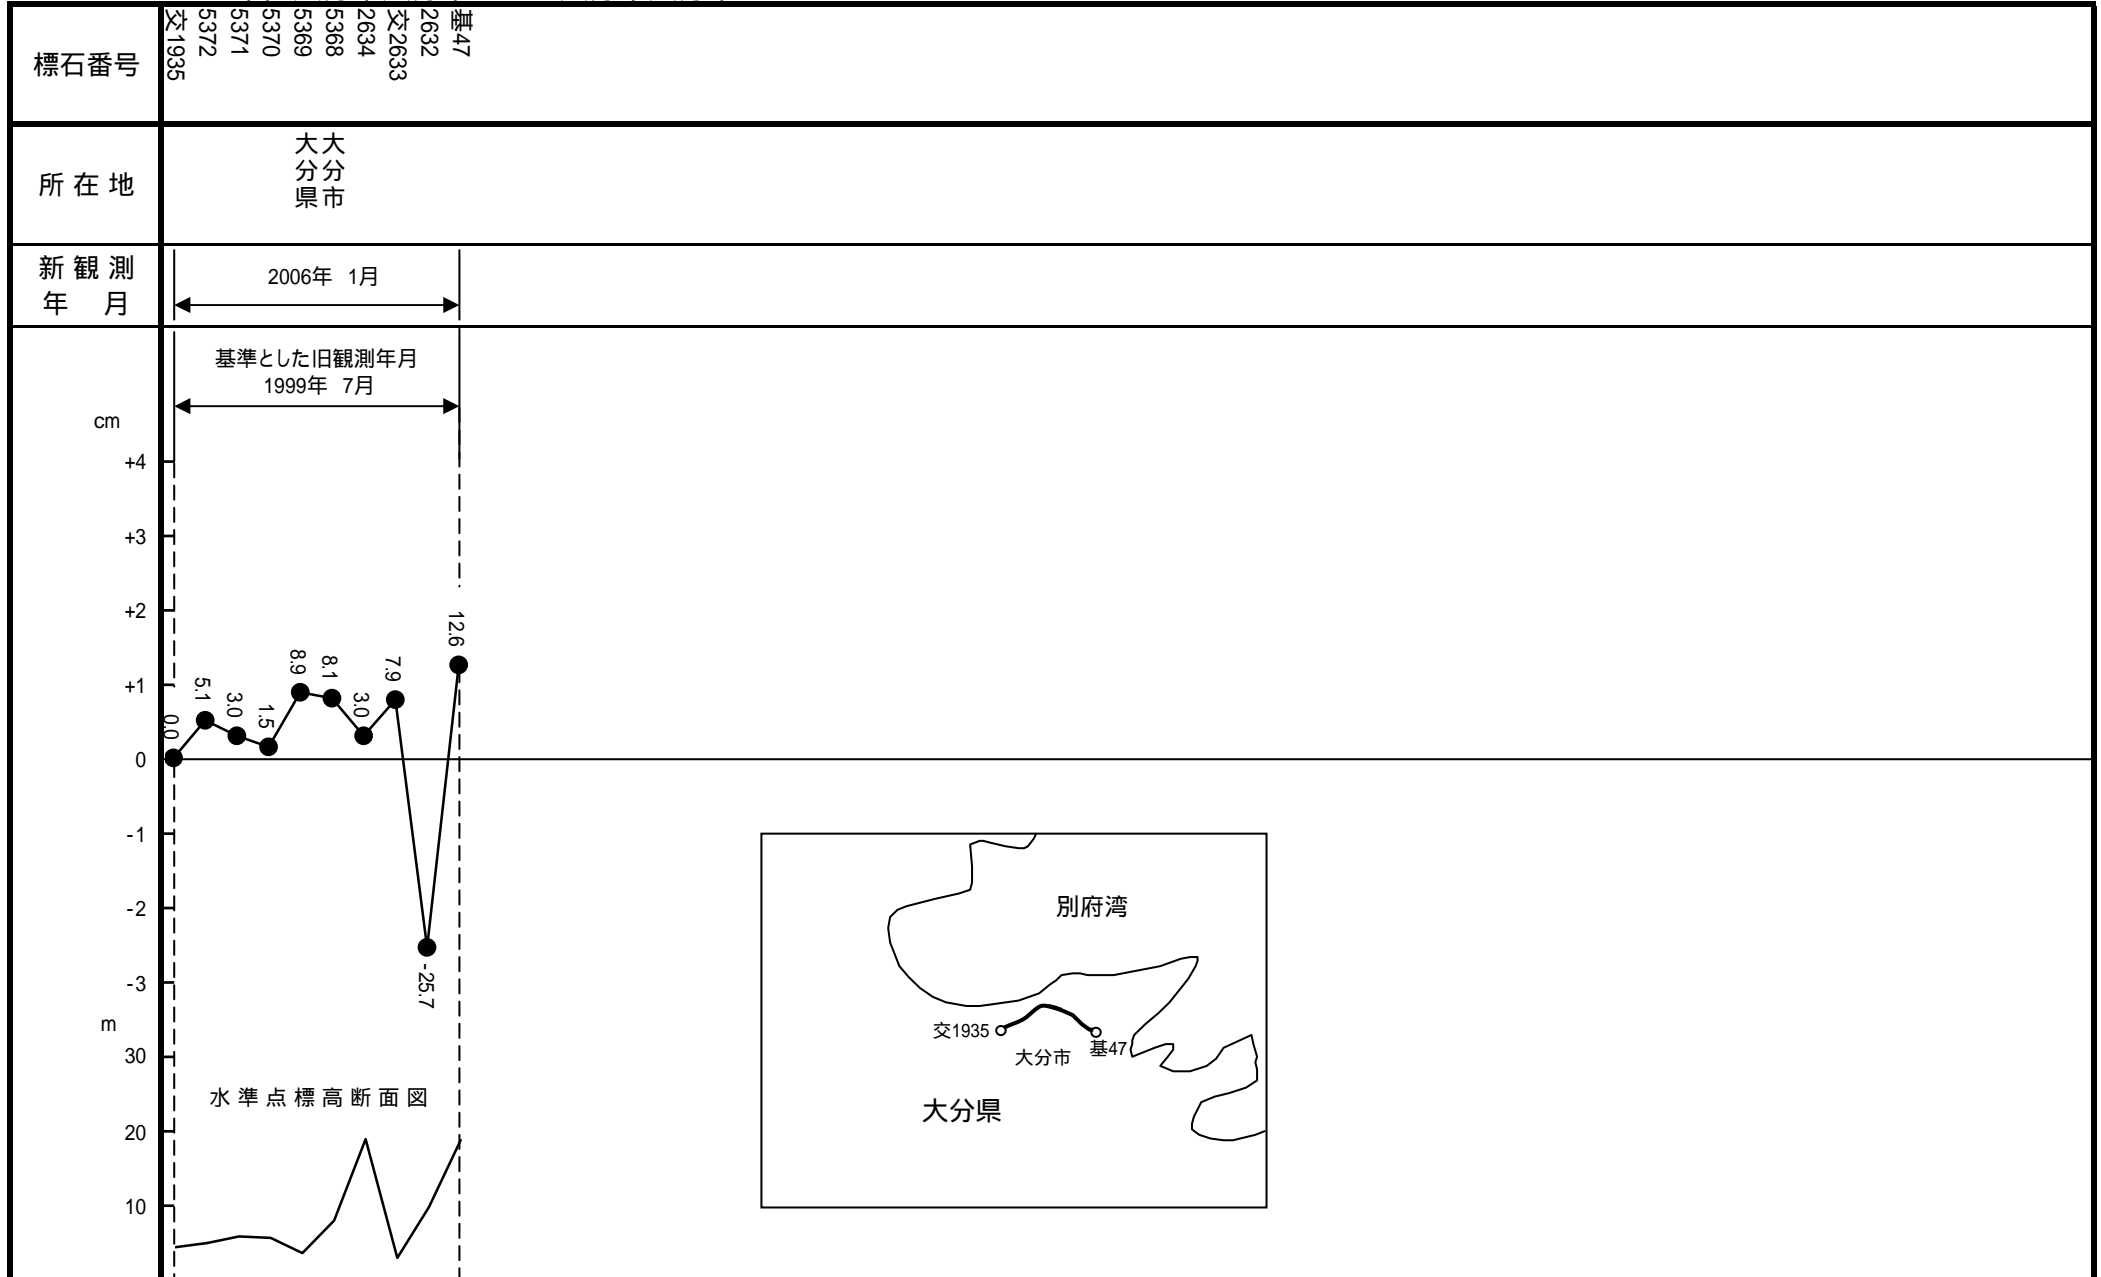 標石番号
交1935
5372
5371
5370
5369
5368
2634
交2633
2632
基47
所在地
大分県
大分市
新観測
年 月
2006年 1月
基準とした旧観測年月
1999年 7月
cm
+4
+3
+2
+1
0
-1
-2
-3
0.0
5.1
3.0
1.5
8.9
8.1
3.0
7.9
-25.7
12.6
m
30
20
10
水準点標高断面図
別府湾
交1935
大分市
基47
大分県